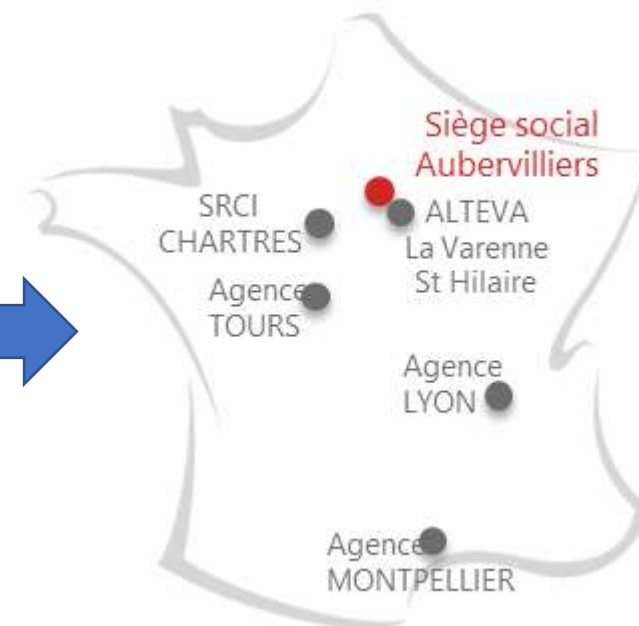 Siège social
Aubervilliers
SRCI
CHARTRES
ALTEVA
La Varenne
St Hilaire
Agence
TOURS
Agence
LYON
Agence
MONTPELLIER